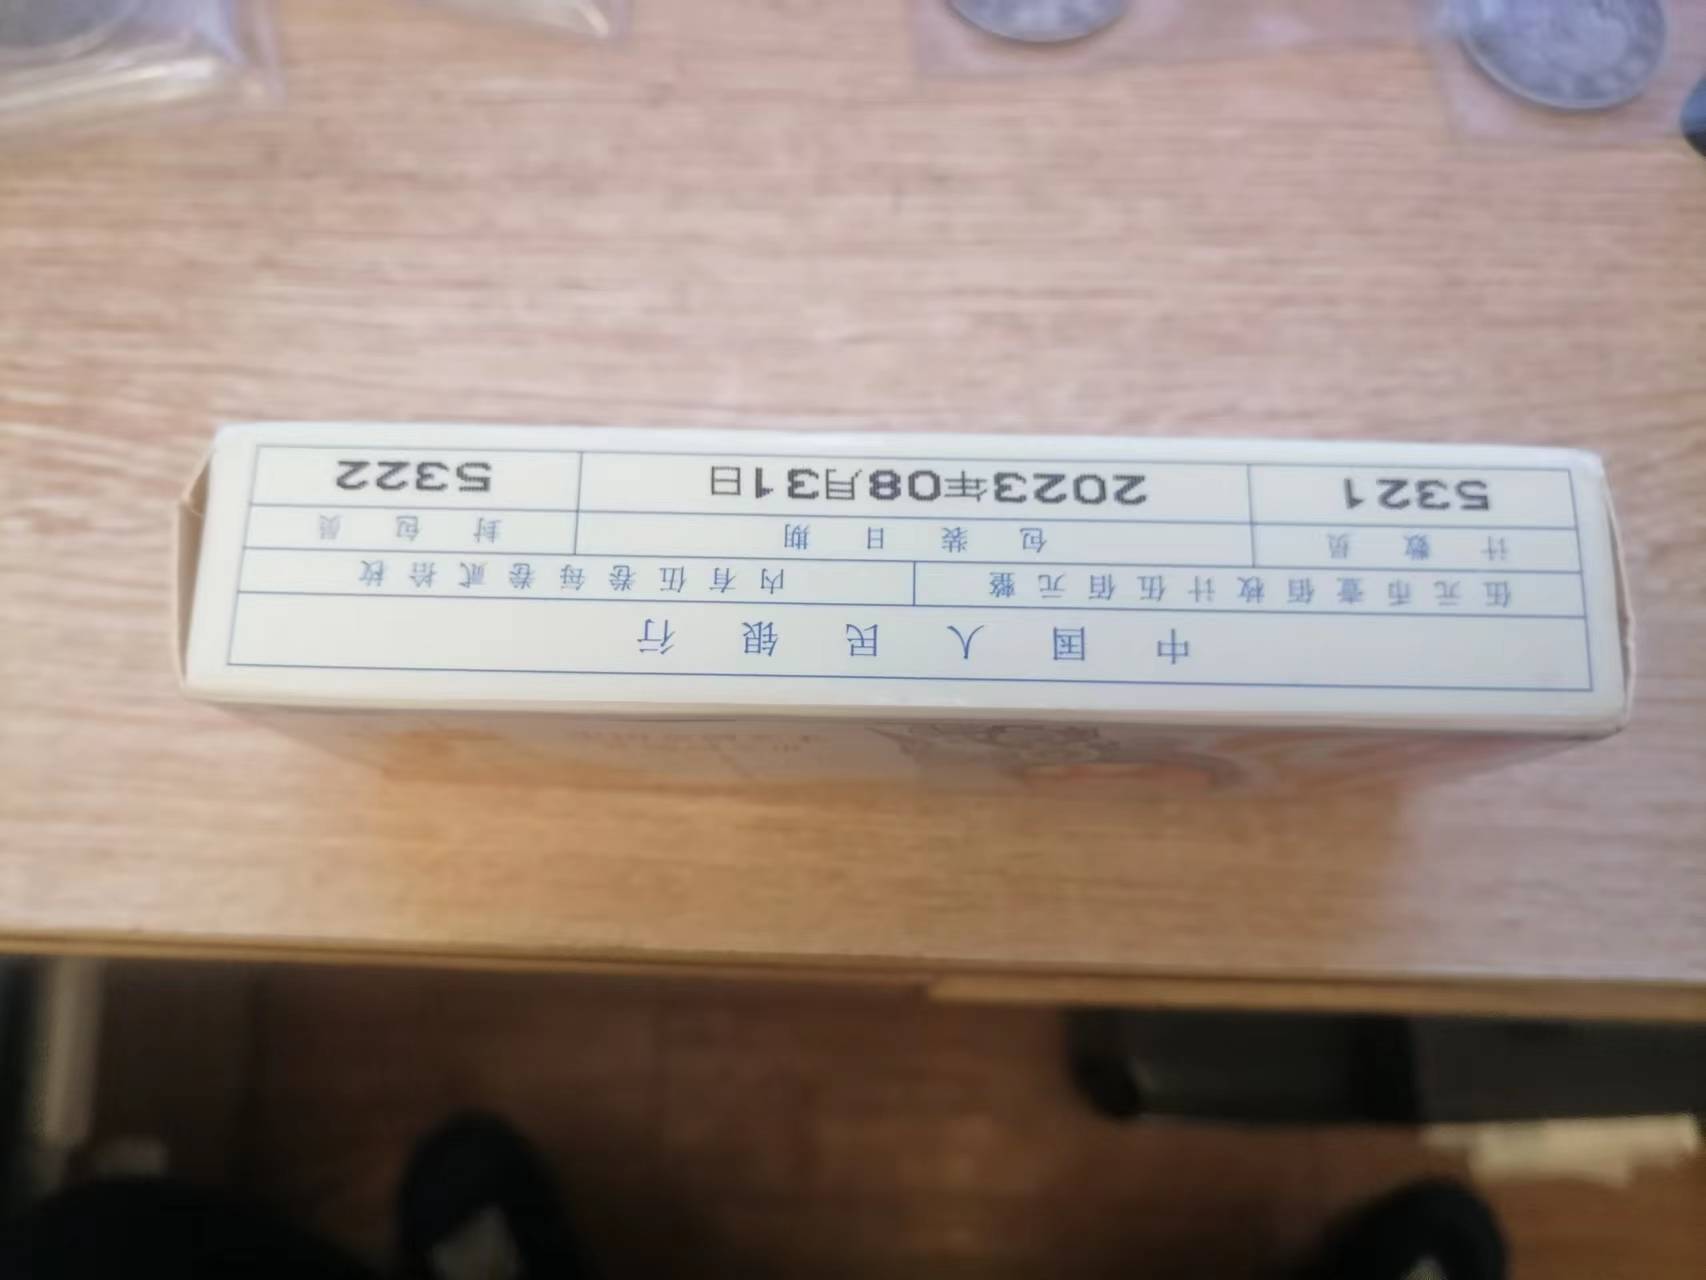 中国人民银行
伍元币壹佰枚计伍佰元整 内有伍卷每卷贰拾枚
计数员 包装日期 封包员
5321 2023年08月31日 5322